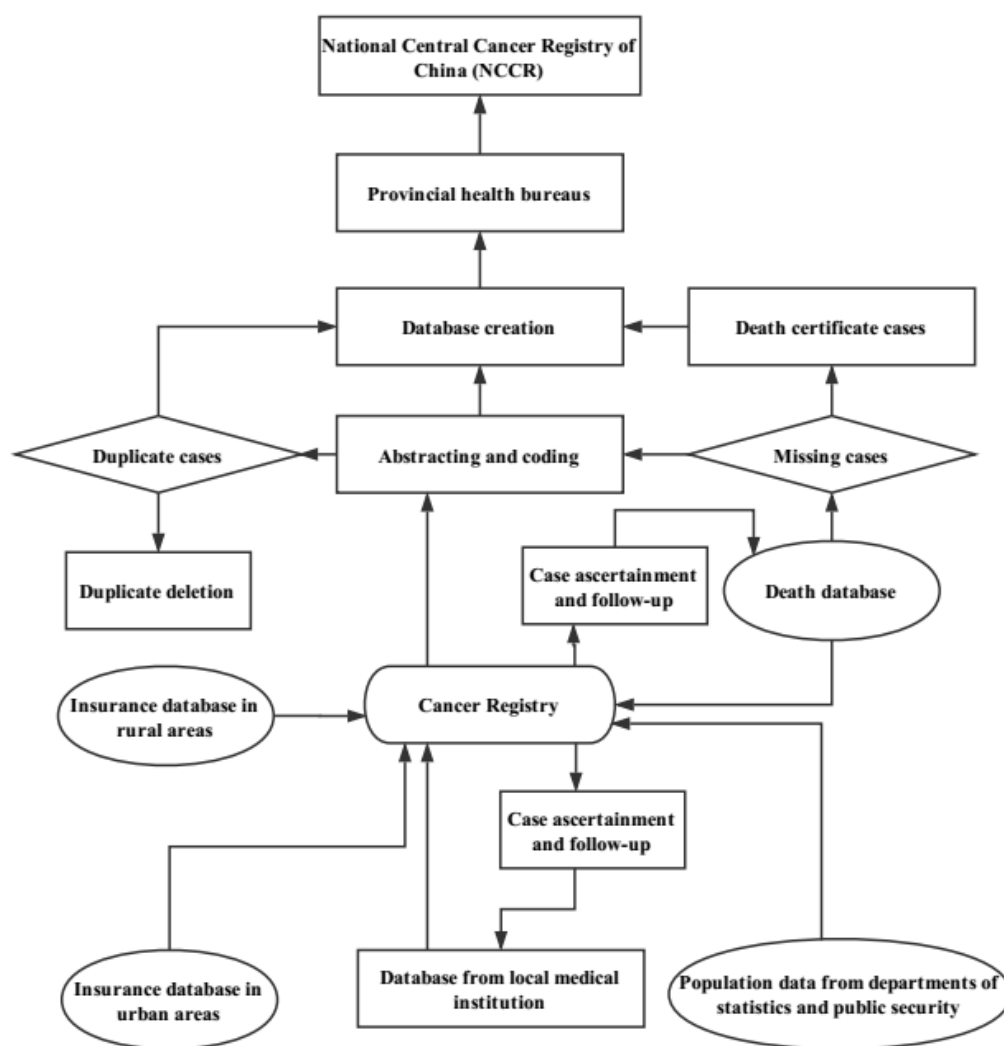 National Central Cancer Registry of
China (NCCR)
Provincial health bureaus
Database creation
Death certificate cases
Duplicate cases
Abstracting and coding
Missing cases
Duplicate deletion
Case ascertainment
and follow-up
Death database
Insurance database in
rural areas
Cancer Registry
Case ascertainment
and follow-up
Insurance database in
urban areas
Database from local medical
institution
Population data from departments of
statistics and public security